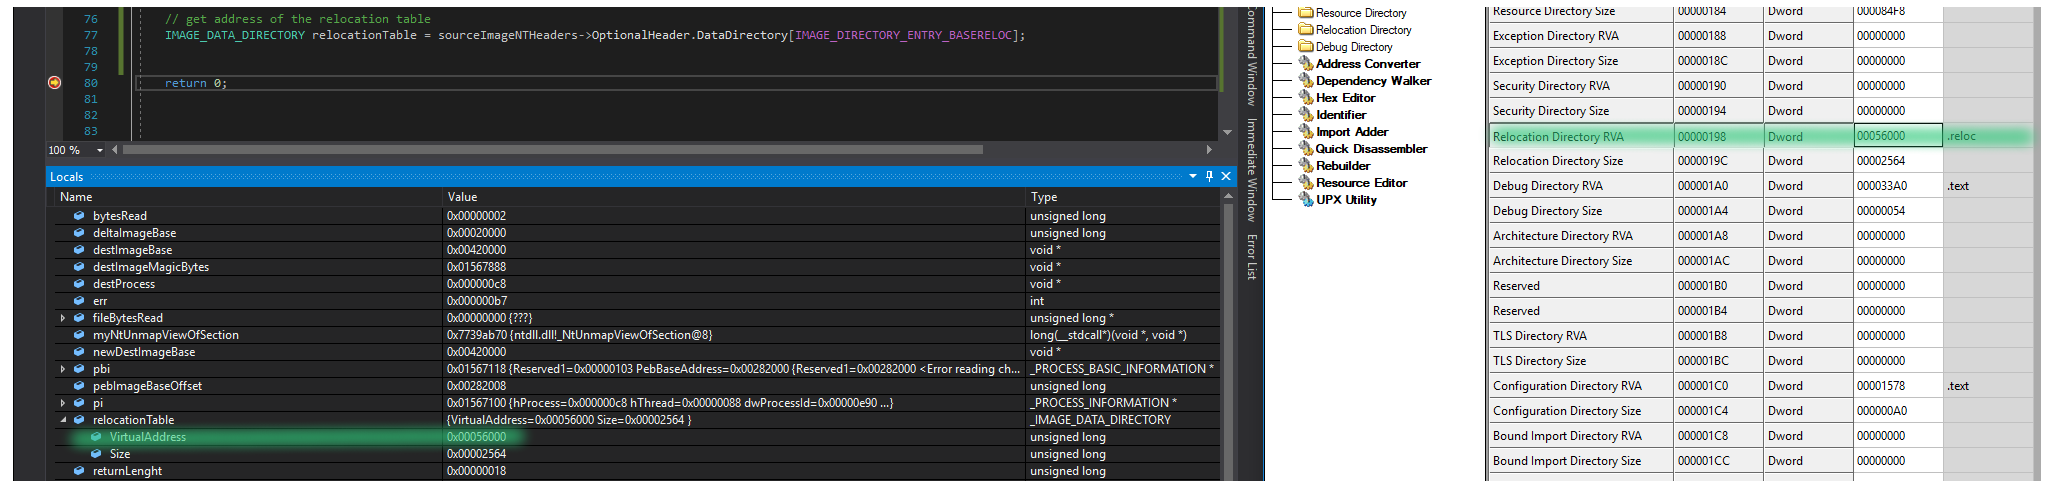 76 // get address of the relocation table
77 IMAGE_DATA_DIRECTORY relocationTable = sourceImageNTHeaders->OptionalHeader.DataDirectory[IMAGE_DIRECTORY_ENTRY_BASERELOC];
78
79
80 return 0;
81
82
83
100 %
Locals
Name Value Type
bytesRead 0x00000002 unsigned long
deltaImageBase 0x00020000 unsigned long
destImageBase 0x00420000 void *
destImageMagicBytes 0x01567888 void *
destProcess 0x000000c8 void *
err 0x000000b7 int
fileBytesRead 0x00000000 {???} unsigned long *
myNtUnmapViewOfSection 0x7739ab70 {ntdll.dll!_NtUnmapViewOfSection@8} long(__stdcall*)(void *, void *)
newDestImageBase 0x00420000 void *
pbi 0x01567118 {Reserved1=0x00000103 PebBaseAddress=0x00282000 {Reserved1=0x00282000 <Error reading ch... _PROCESS_BASIC_INFORMATION *
pebImageBaseOffset 0x00282008 unsigned long
pi 0x01567100 {hProcess=0x000000c8 hThread=0x00000088 dwProcessId=0x00000e90 ...} _PROCESS_INFORMATION *
relocationTable {VirtualAddress=0x00056000 Size=0x00002564 } _IMAGE_DATA_DIRECTORY
VirtualAddress 0x00056000 unsigned long
Size 0x00002564 unsigned long
returnLenght 0x00000018 unsigned long
Command Window
Immediate Window
Error List
Resource Directory
Relocation Directory
Debug Directory
Address Converter
Dependency Walker
Hex Editor
Identifier
Import Adder
Quick Disassembler
Rebuilder
Resource Editor
UPX Utility
Resource Directory Size 00000184 Dword 000084F8
Exception Directory RVA 00000188 Dword 00000000
Exception Directory Size 0000018C Dword 00000000
Security Directory RVA 00000190 Dword 00000000
Security Directory Size 00000194 Dword 00000000
Relocation Directory RVA 00000198 Dword 00056000 .reloc
Relocation Directory Size 0000019C Dword 00002564
Debug Directory RVA 000001A0 Dword 000033A0 .text
Debug Directory Size 000001A4 Dword 00000054
Architecture Directory RVA 000001A8 Dword 00000000
Architecture Directory Size 000001AC Dword 00000000
Reserved 000001B0 Dword 00000000
Reserved 000001B4 Dword 00000000
TLS Directory RVA 000001B8 Dword 00000000
TLS Directory Size 000001BC Dword 00000000
Configuration Directory RVA 000001C0 Dword 00001578 .text
Configuration Directory Size 000001C4 Dword 000000A0
Bound Import Directory RVA 000001C8 Dword 00000000
Bound Import Directory Size 000001CC Dword 00000000